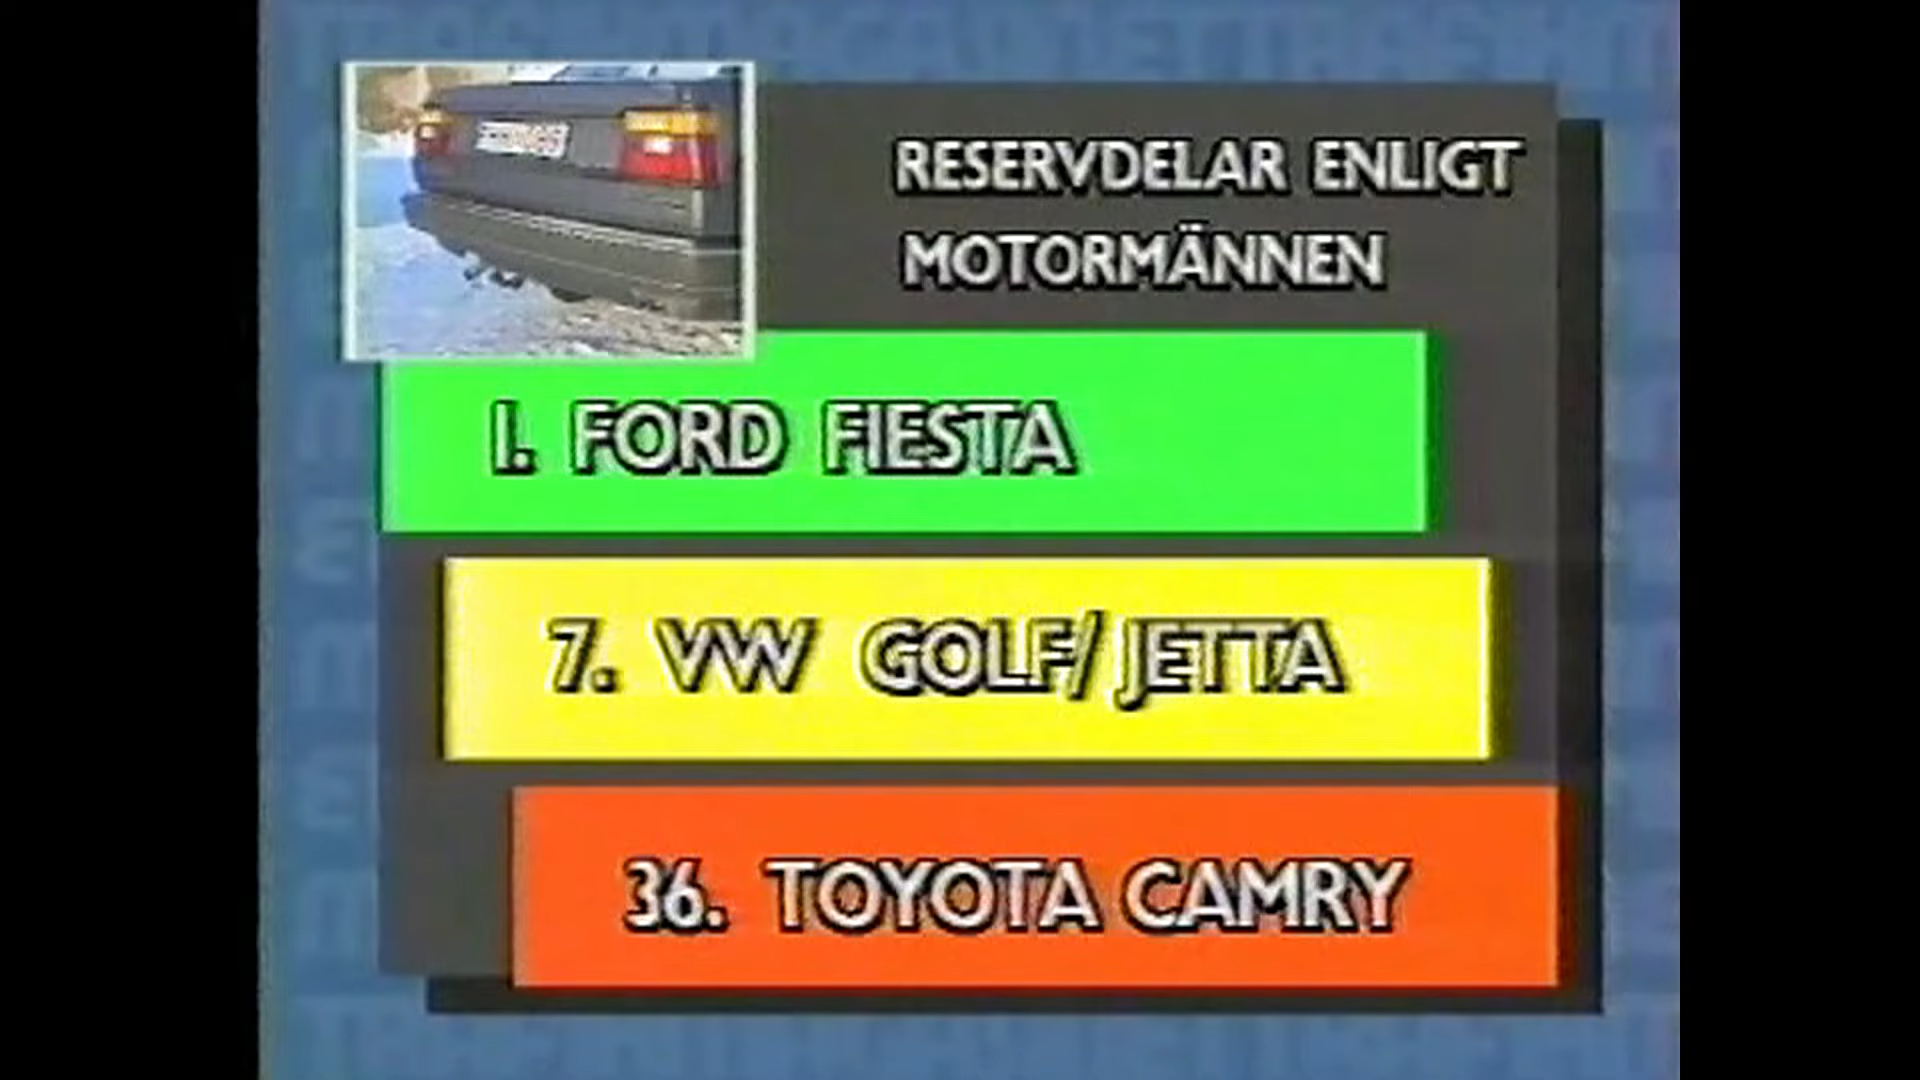 RESERVDELAR ENLIGT
MOTORMÄNNEN
1. FORD FIESTA
7. VW GOLF/JETTA
36. TOYOTA CAMRY